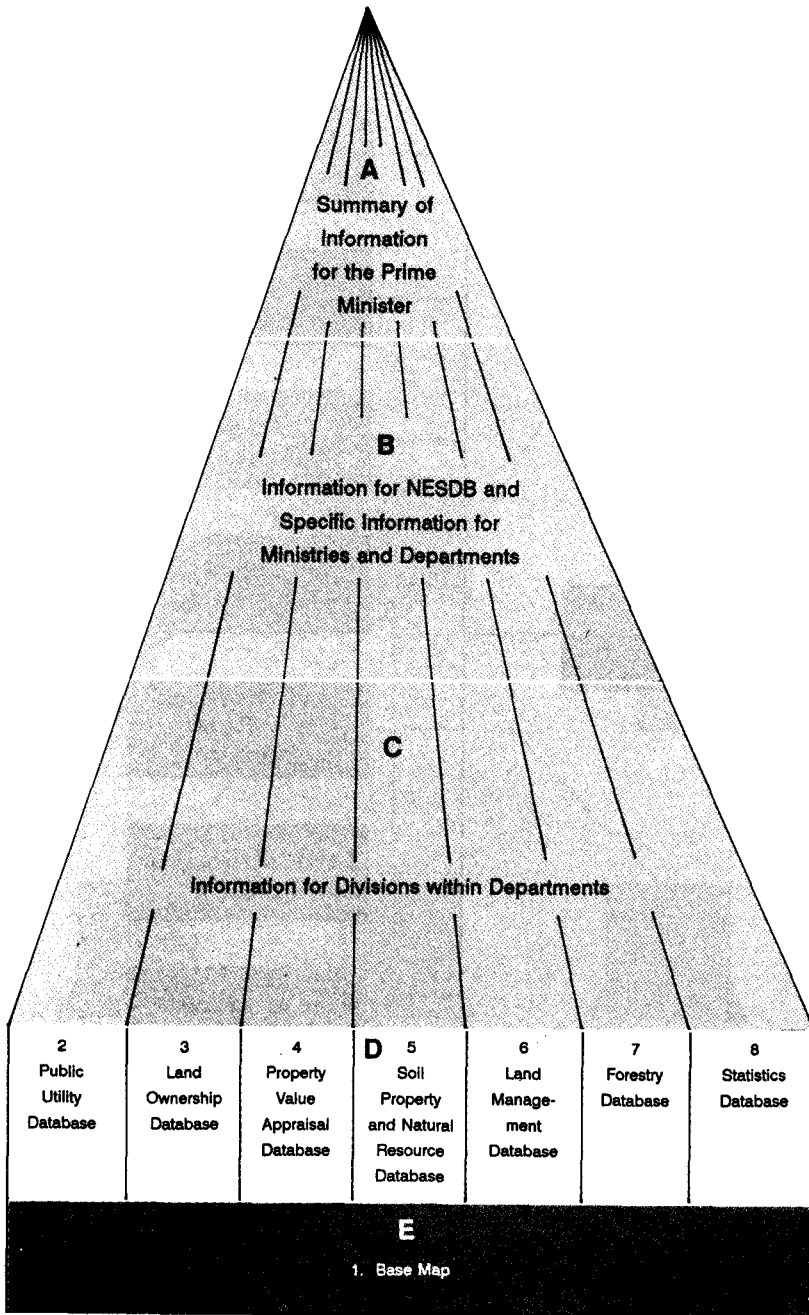 A
Summary of
Information
for the Prime
Minister
B
Information for NESDB and
Specific Information for
Ministries and Departments
C
Information for Divisions within Departments
D
2
Public
Utility
Database
3
Land
Ownership
Database
4
Property
Value
Appraisal
Database
5
Soil
Property
and Natural
Resource
Database
6
Land
Manage-
ment
Database
7
Forestry
Database
8
Statistics
Database
E
1. Base Map